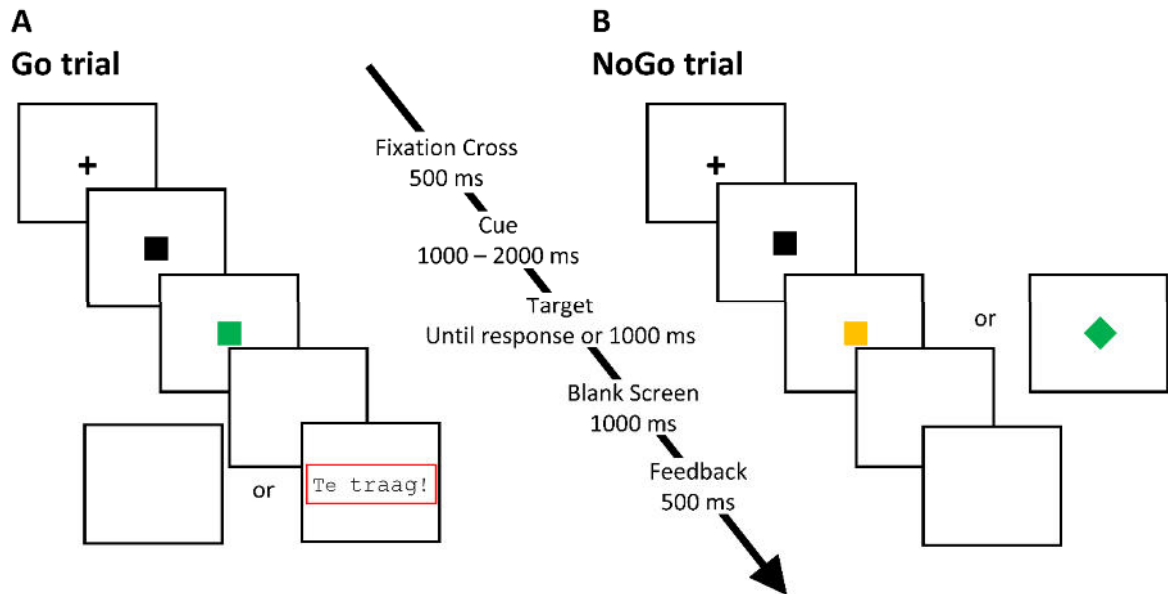 A
Go trial
Fixation Cross
500 ms
Cue
1000 – 2000 ms
Target
Until response or 1000 ms
Blank Screen
1000 ms
Feedback
500 ms
or
Te traag!
B
NoGo trial
or